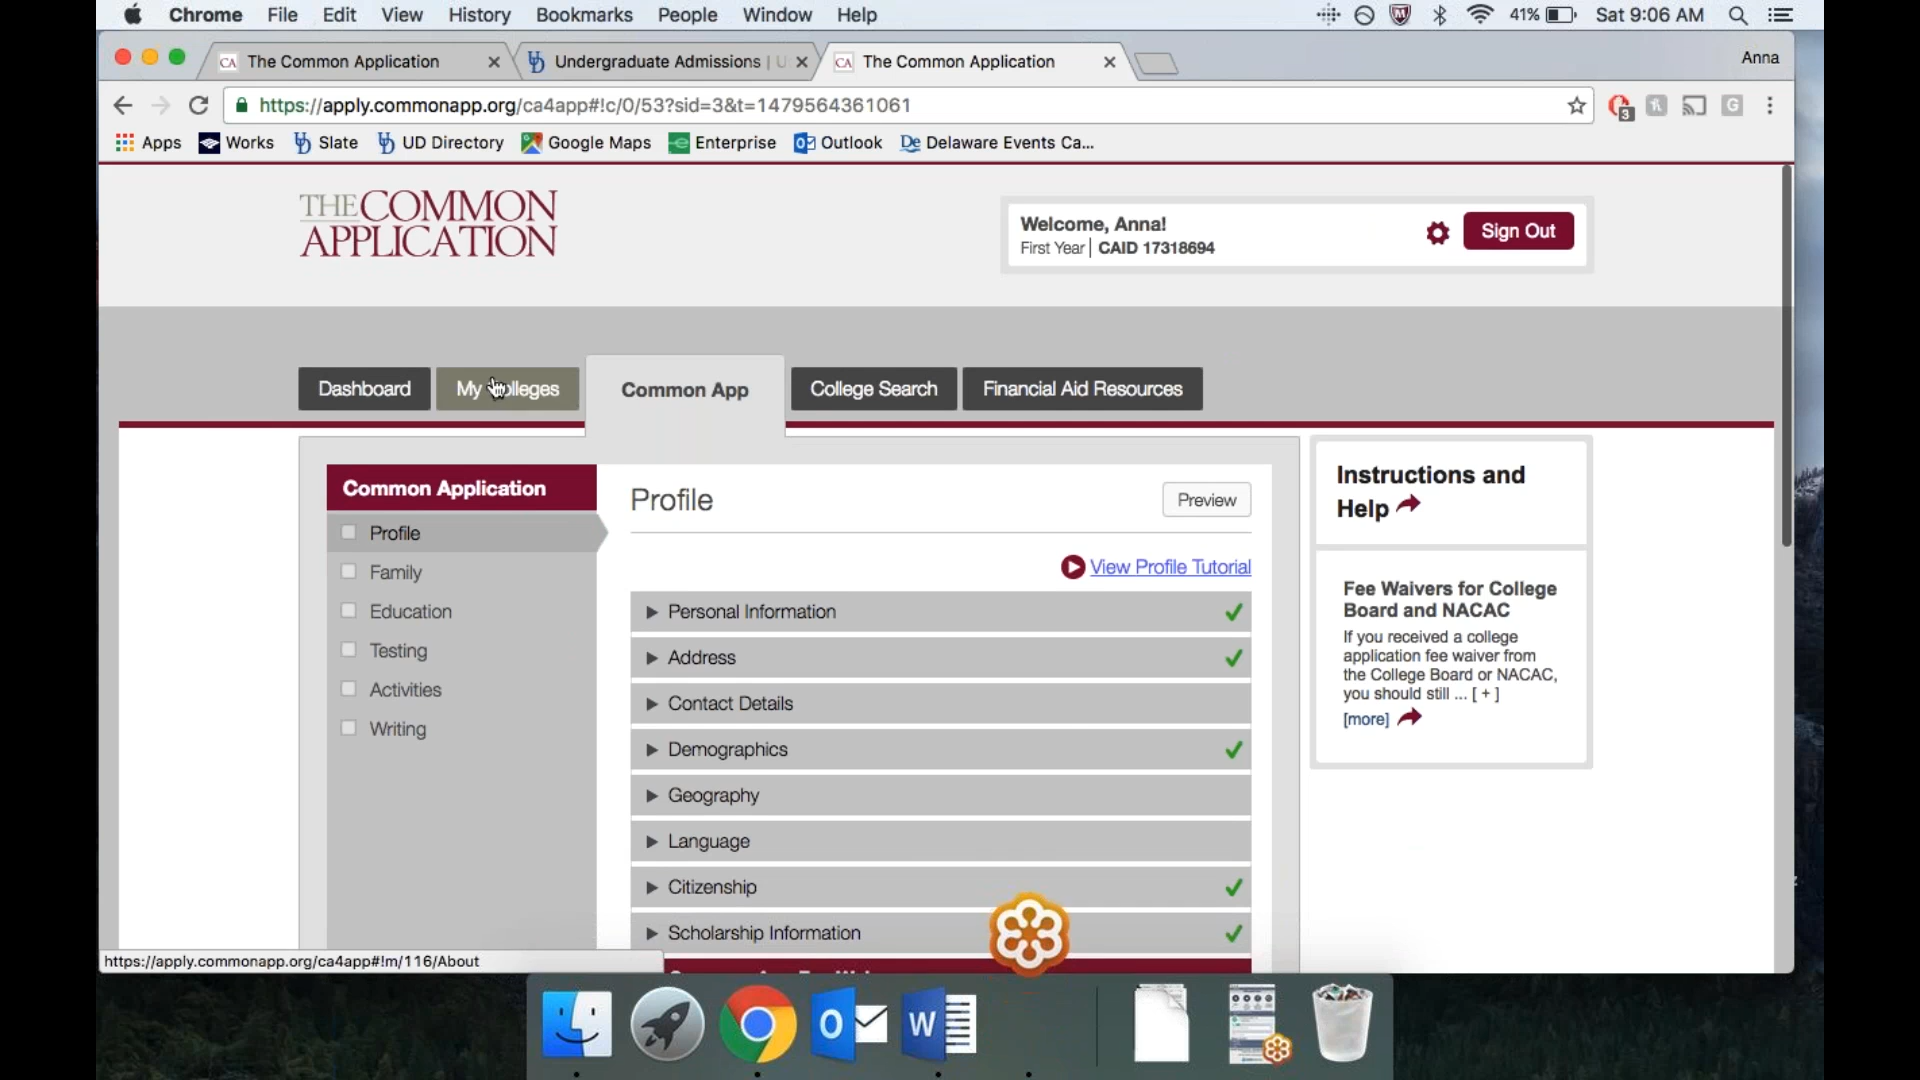 Chrome File Edit View History Bookmarks People Window Help 41% Sat 9:06 AM
The Common Application Undergraduate Admissions | U The Common Application Anna
https://apply.commonapp.org/ca4app#!c/0/53?sid=3&t=1479564361061 3 G
Apps Works Slate UD Directory Google Maps Enterprise Outlook De Delaware Events Ca...
THE COMMON
APPLICATION
Welcome, Anna!
First Year | CAID 17318694
Sign Out
Dashboard My Colleges Common App College Search Financial Aid Resources
Common Application
Profile
Family
Education
Testing
Activities
Writing
Profile
Preview
View Profile Tutorial
Personal Information
Address
Contact Details
Demographics
Geography
Language
Citizenship
Scholarship Information
Instructions and
Help
Fee Waivers for College
Board and NACAC
If you received a college
application fee waiver from
the College Board or NACAC,
you should still ... [ + ]
[more]
https://apply.commonapp.org/ca4app#!m/116/About